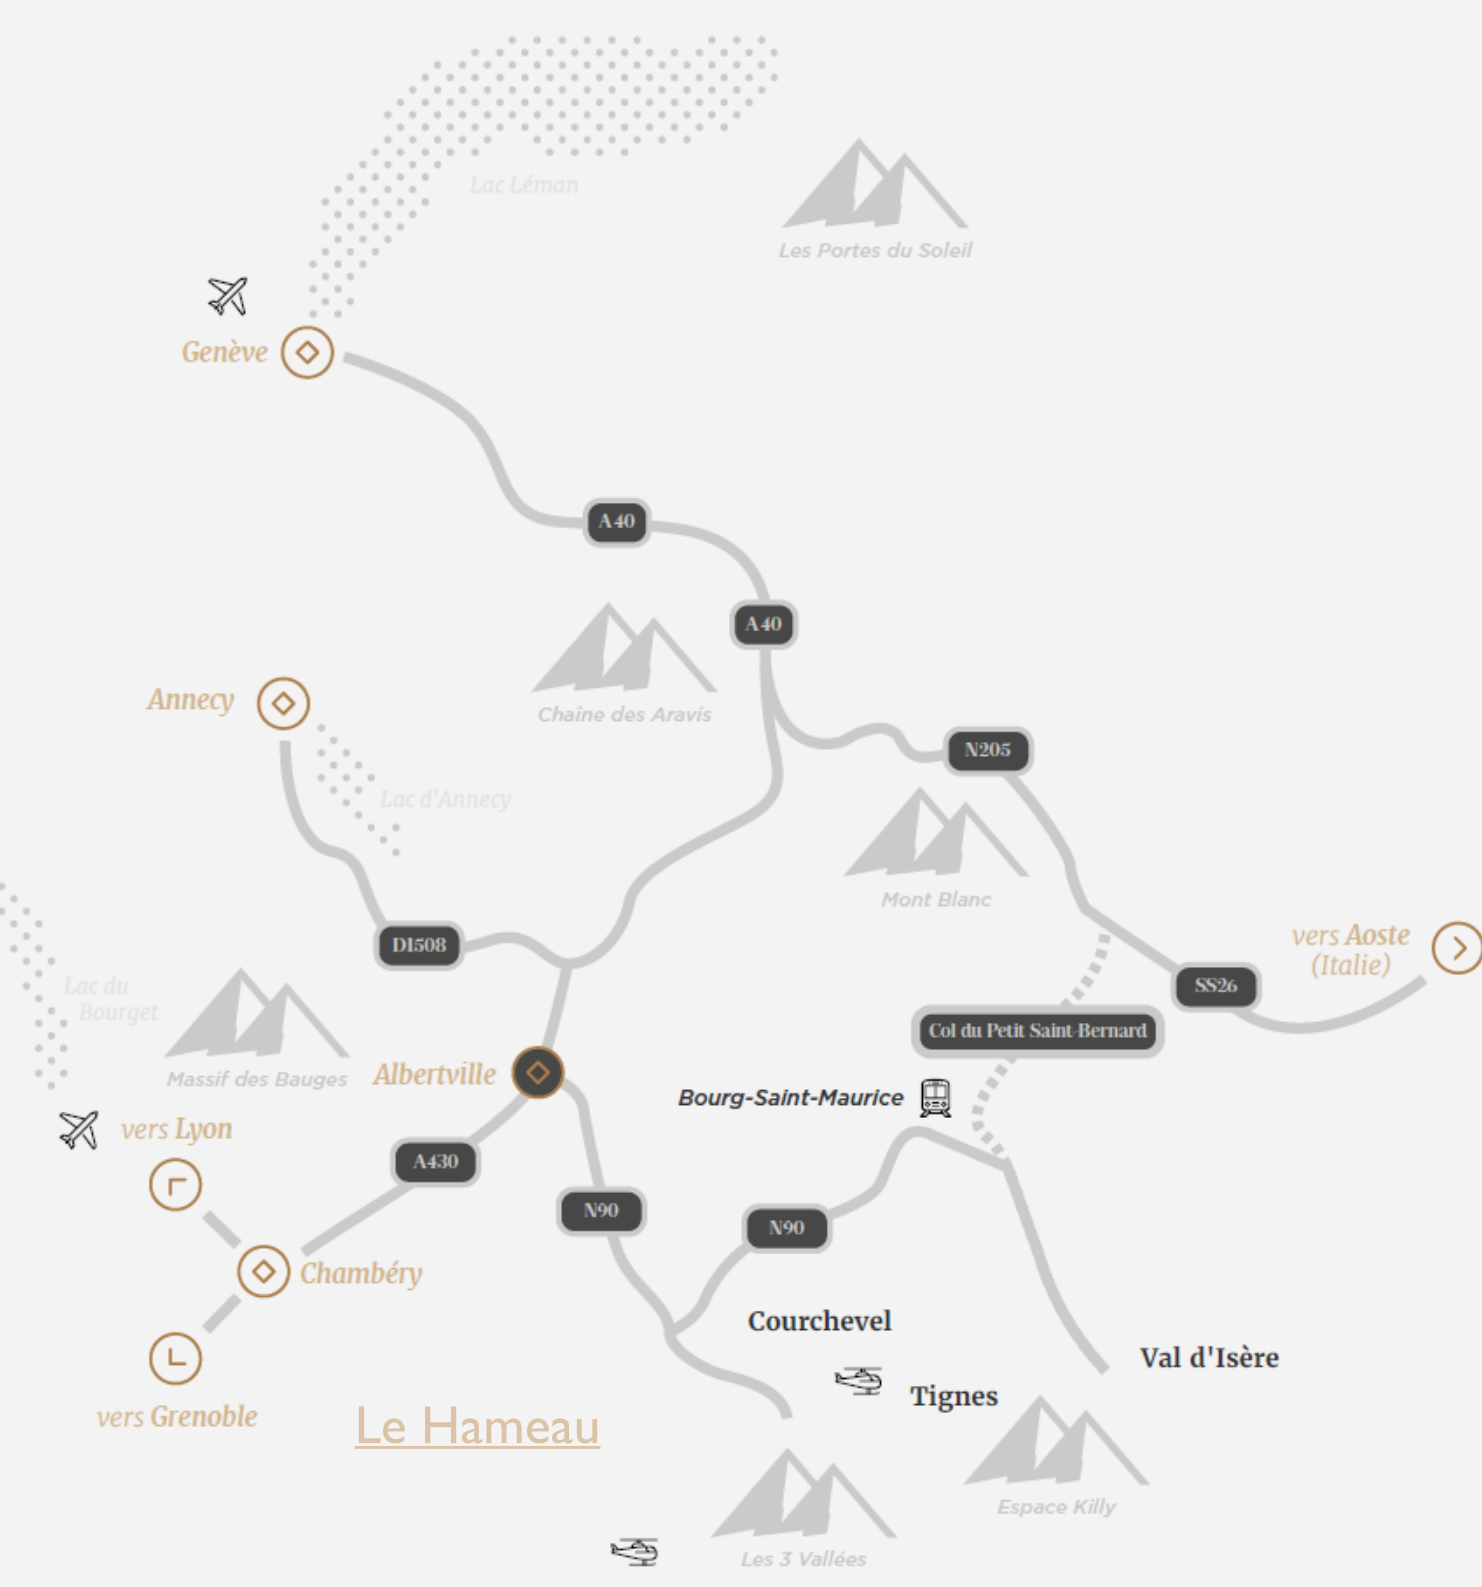 Lac Léman
Les Portes du Soleil
Genève
A40
A40
Chaîne des Aravis
Annecy
N205
Lac d'Annecy
Mont Blanc
D1508
vers Aoste
(Italie)
SS26
Lac du
Bourget
Col du Petit Saint-Bernard
Massif des Bauges
Albertville
Bourg-Saint-Maurice
vers Lyon
A430
N90
N90
Chambéry
Courchevel
Val d'Isère
Tignes
vers Grenoble
Le Hameau
Espace Killy
Les 3 Vallées